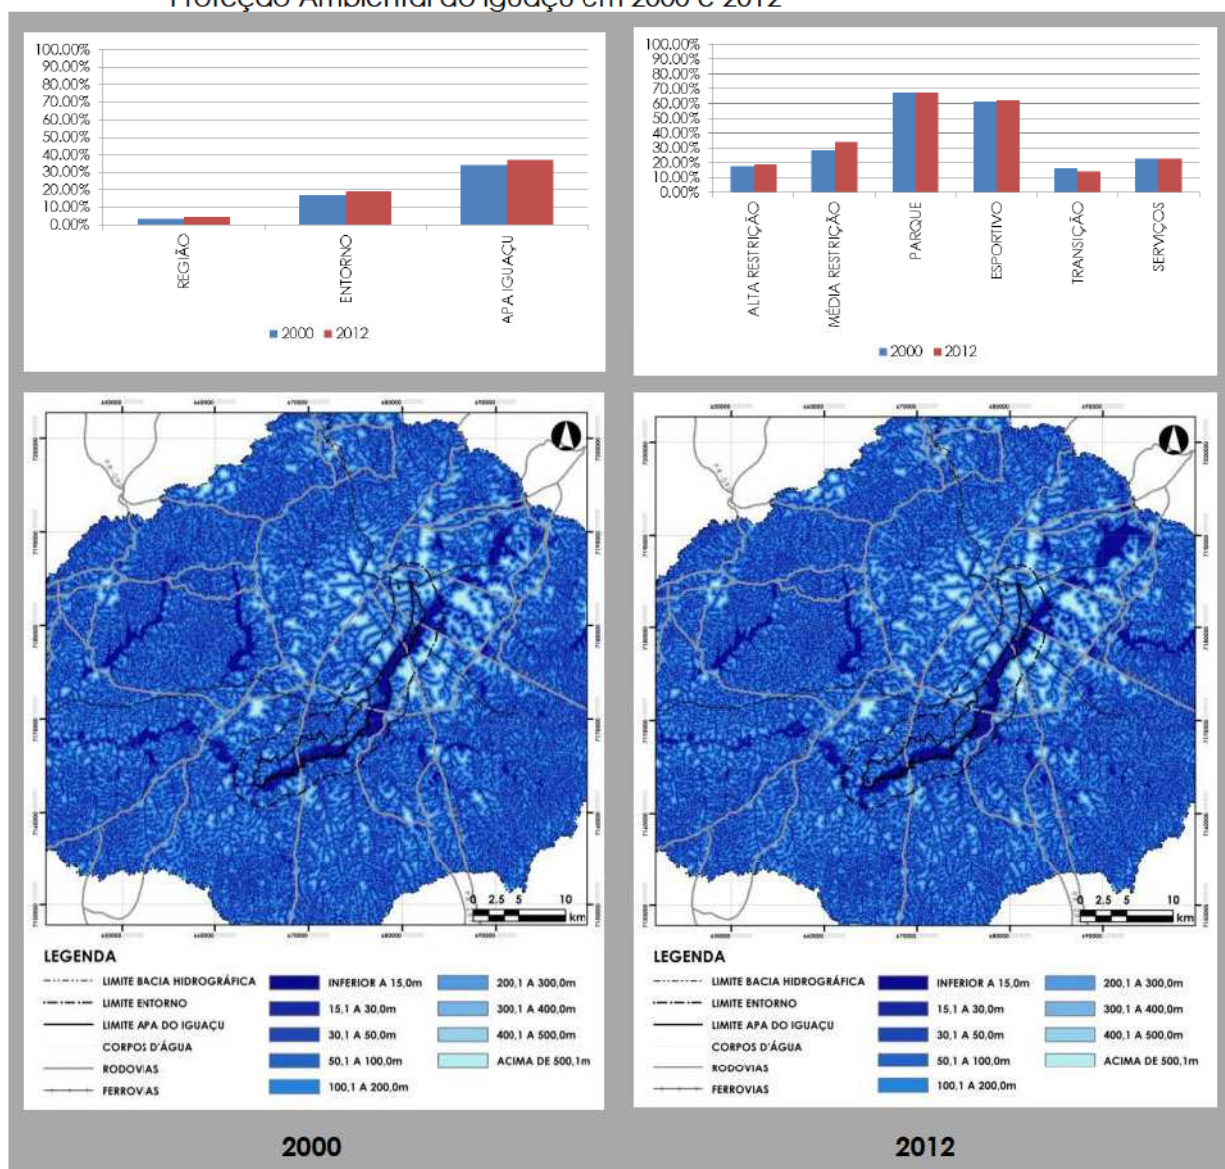 Proteção Ambiental do Iguaçu em 2000 e 2012
100.00%
90.00%
80.00%
70.00%
60.00%
50.00%
40.00%
30.00%
20.00%
10.00%
0.00%
REGIÃO
ENTORNO
APA IGUAÇU
2000 2012
100.00%
90.00%
80.00%
70.00%
60.00%
50.00%
40.00%
30.00%
20.00%
10.00%
0.00%
ALTA RESTRIÇÃO
MÉDIA RESTRIÇÃO
PARQUE
ESPORTIVO
TRANSIÇÃO
SERVIÇOS
2000 2012
0 2.5 5 10
km
LEGENDA
LIMITE BACIA HIDROGRÁFICA
LIMITE ENTORNO
LIMITE APA DO IGUAÇU
CORPOS D'ÁGUA
RODOVIAS
FERROVIAS
INFERIOR A 15,0m
15,1 A 30,0m
30,1 A 50,0m
50,1 A 100,0m
100,1 A 200,0m
200,1 A 300,0m
300,1 A 400,0m
400,1 A 500,0m
ACIMA DE 500,1m
2000
0 2.5 5 10
km
LEGENDA
LIMITE BACIA HIDROGRÁFICA
LIMITE ENTORNO
LIMITE APA DO IGUAÇU
CORPOS D'ÁGUA
RODOVIAS
FERROVIAS
INFERIOR A 15,0m
15,1 A 30,0m
30,1 A 50,0m
50,1 A 100,0m
100,1 A 200,0m
200,1 A 300,0m
300,1 A 400,0m
400,1 A 500,0m
ACIMA DE 500,1m
2012